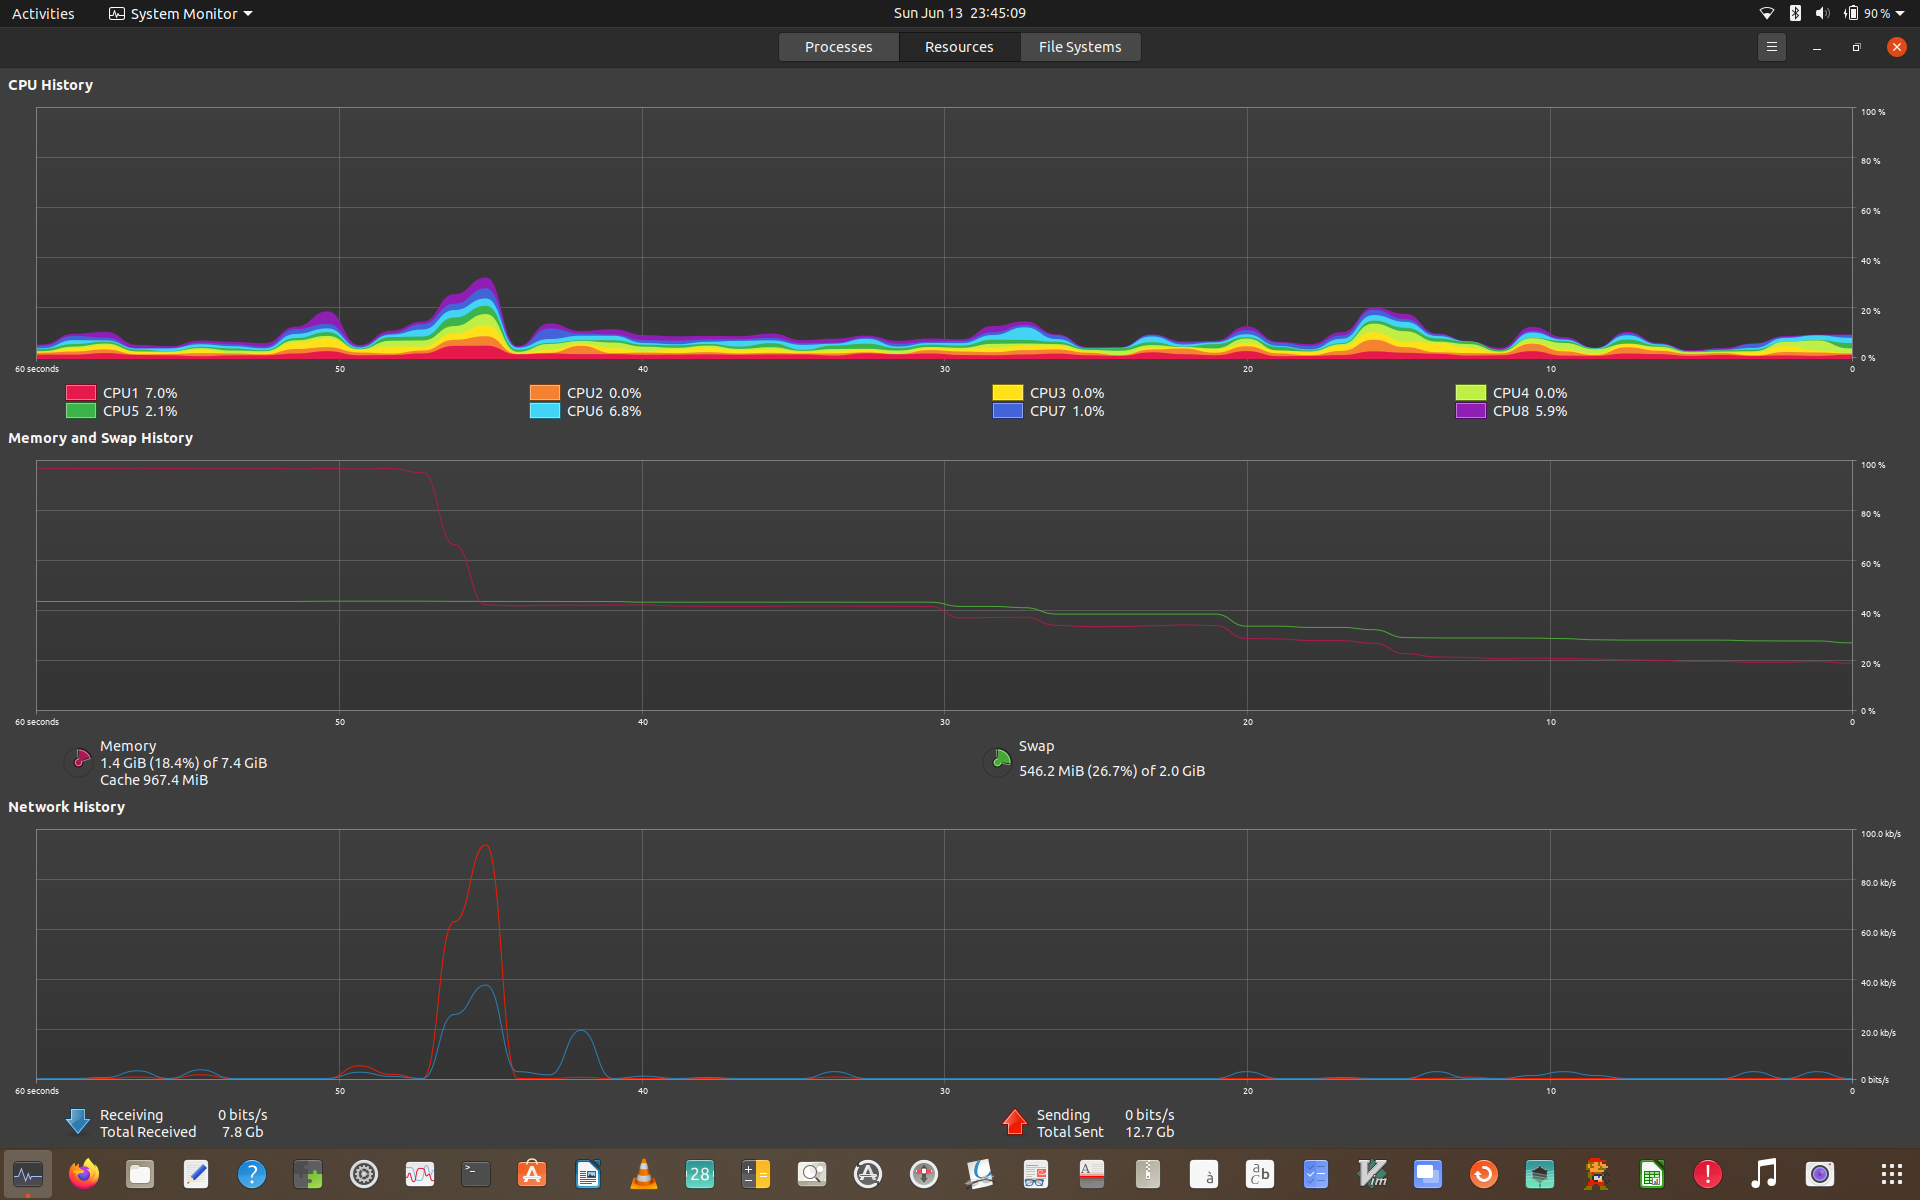 Activities System Monitor Sun Jun 13 23:45:09 90 %
Processes Resources File Systems
CPU History
100 %
80 %
60 %
40 %
20 %
0 %
60 seconds 50 40 30 20 10 0
CPU1 7.0% CPU2 0.0% CPU3 0.0% CPU4 0.0%
CPU5 2.1% CPU6 6.8% CPU7 1.0% CPU8 5.9%
Memory and Swap History
100 %
80 %
60 %
40 %
20 %
0 %
60 seconds 50 40 30 20 10 0
Memory
1.4 GiB (18.4%) of 7.4 GiB
Cache 967.4 MiB
Swap
546.2 MiB (26.7%) of 2.0 GiB
Network History
100.0 kb/s
80.0 kb/s
60.0 kb/s
40.0 kb/s
20.0 kb/s
0 bits/s
60 seconds 50 40 30 20 10 0
Receiving 0 bits/s
Total Received 7.8 Gb
Sending 0 bits/s
Total Sent 12.7 Gb
28